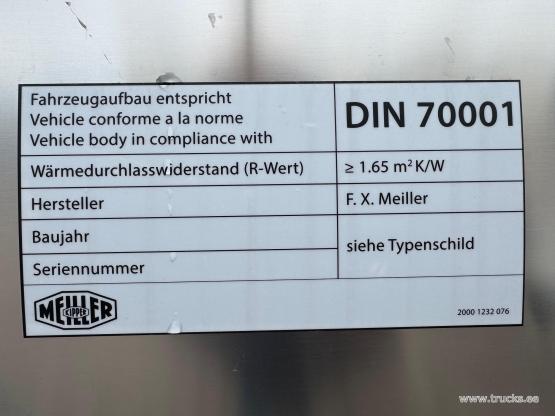 Fahrzeugaufbau entspricht
Vehicle conforme a la norme
Vehicle body in compliance with
DIN 70001
Wärmedurchlasswiderstand (R-Wert)
≥ 1.65 m² K/W
Hersteller
F. X. Meiller
Baujahr
Seriennummer
siehe Typenschild
MEILLER
KIPPER
2000 1232 076
www.trucks.ee